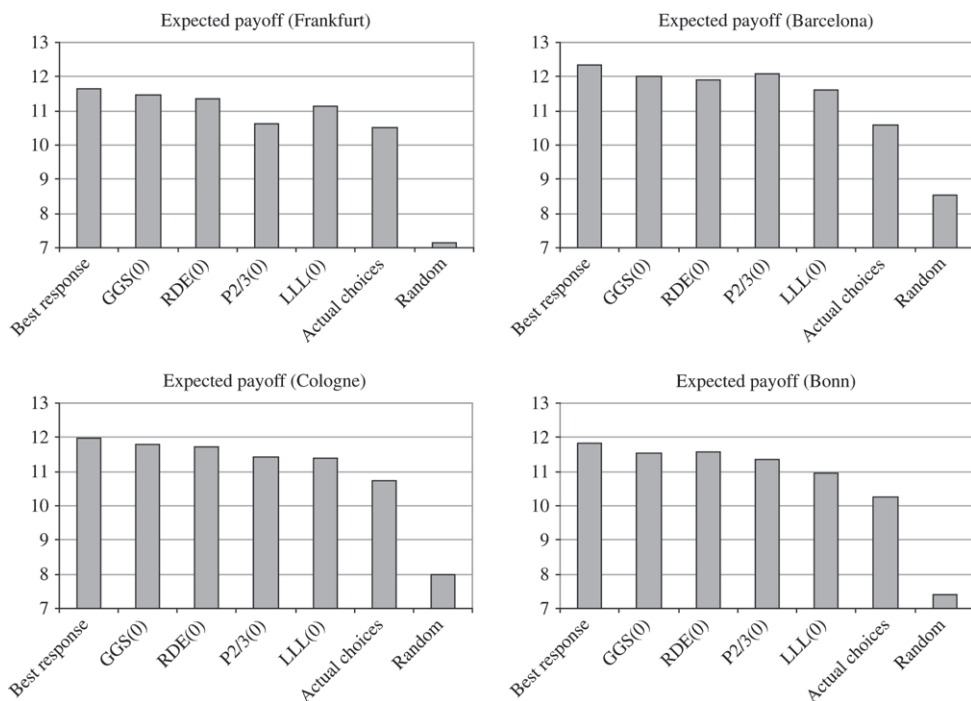 Expected payoff (Frankfurt)
13
12
11
10
9
8
7
Best response
GGS(0)
RDE(0)
P2/3(0)
LLL(0)
Actual choices
Random
Expected payoff (Barcelona)
13
12
11
10
9
8
7
Best response
GGS(0)
RDE(0)
P2/3(0)
LLL(0)
Actual choices
Random
Expected payoff (Cologne)
13
12
11
10
9
8
7
Best response
GGS(0)
RDE(0)
P2/3(0)
LLL(0)
Actual choices
Random
Expected payoff (Bonn)
13
12
11
10
9
8
7
Best response
GGS(0)
RDE(0)
P2/3(0)
LLL(0)
Actual choices
Random